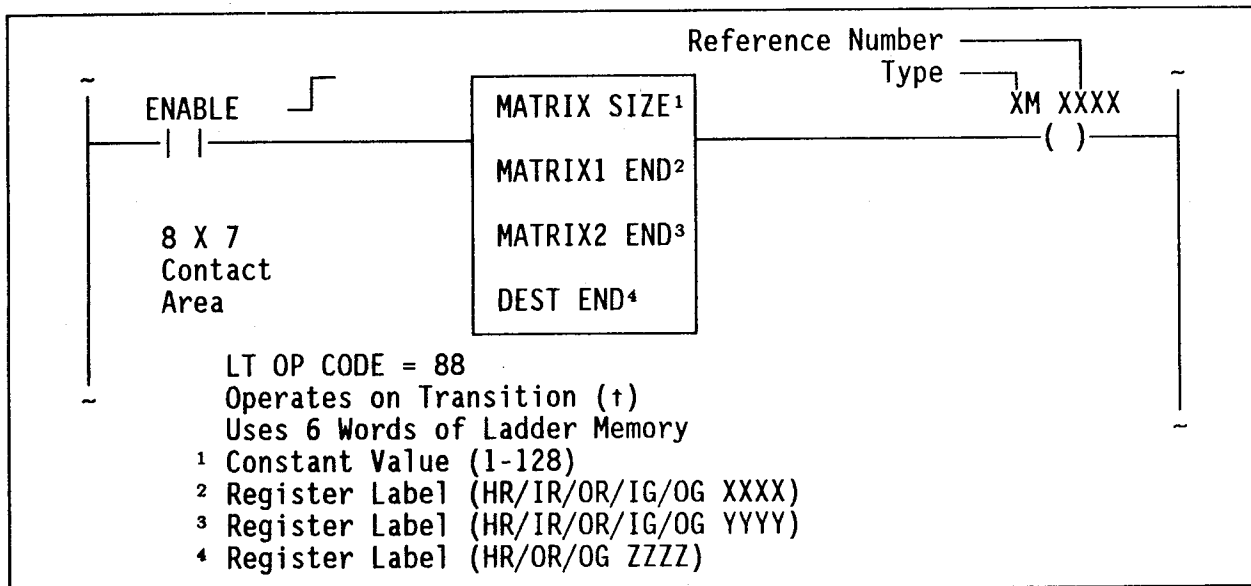 Reference Number
Type
XM XXXX
ENABLE
MATRIX SIZE¹
MATRIX1 END²
MATRIX2 END³
DEST END⁴
8 X 7
Contact
Area
LT OP CODE = 88
Operates on Transition (↑)
Uses 6 Words of Ladder Memory
¹ Constant Value (1-128)
² Register Label (HR/IR/OR/IG/OG XXXX)
³ Register Label (HR/IR/OR/IG/OG YYYY)
⁴ Register Label (HR/OR/OG ZZZZ)